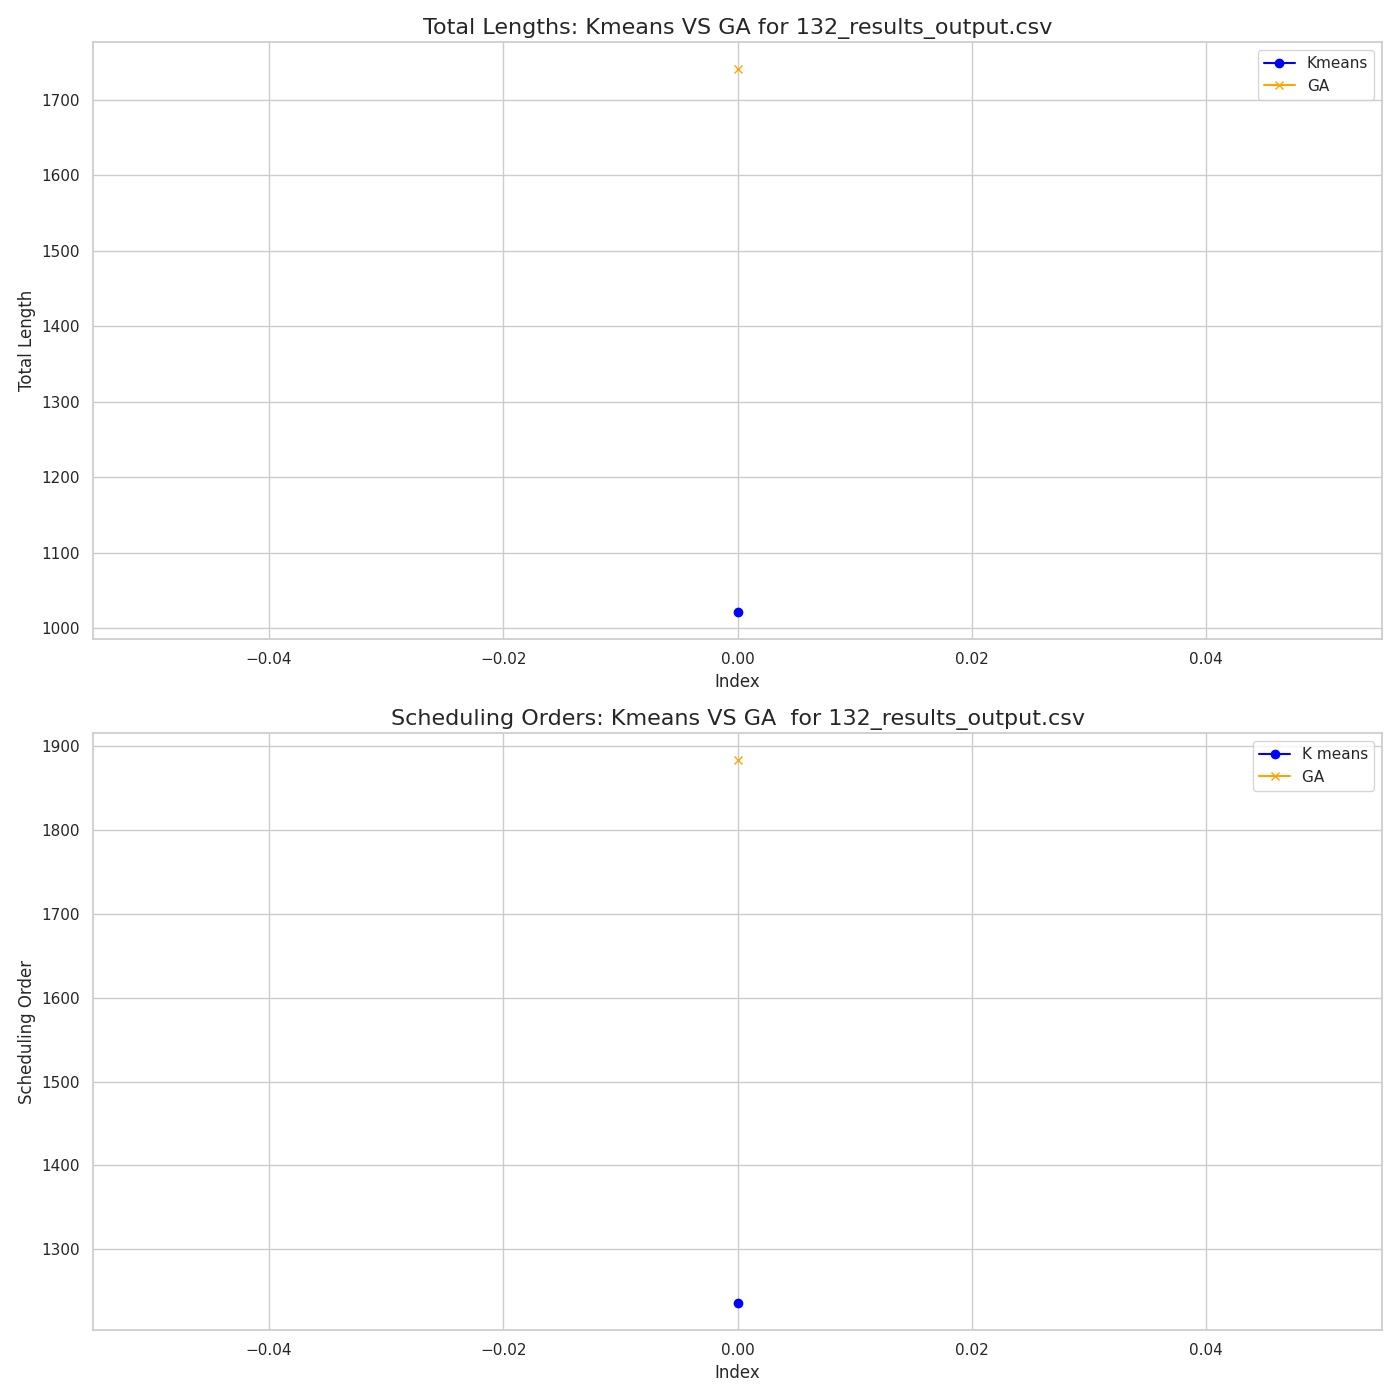 Total Lengths: Kmeans VS GA for 132_results_output.csv
Kmeans
GA
1700
1600
1500
1400
1300
1200
1100
1000
Total Length
−0.04
−0.02
0.00
0.02
0.04
Index
Scheduling Orders: Kmeans VS GA  for 132_results_output.csv
K means
GA
1900
1800
1700
1600
1500
1400
1300
Scheduling Order
−0.04
−0.02
0.00
0.02
0.04
Index